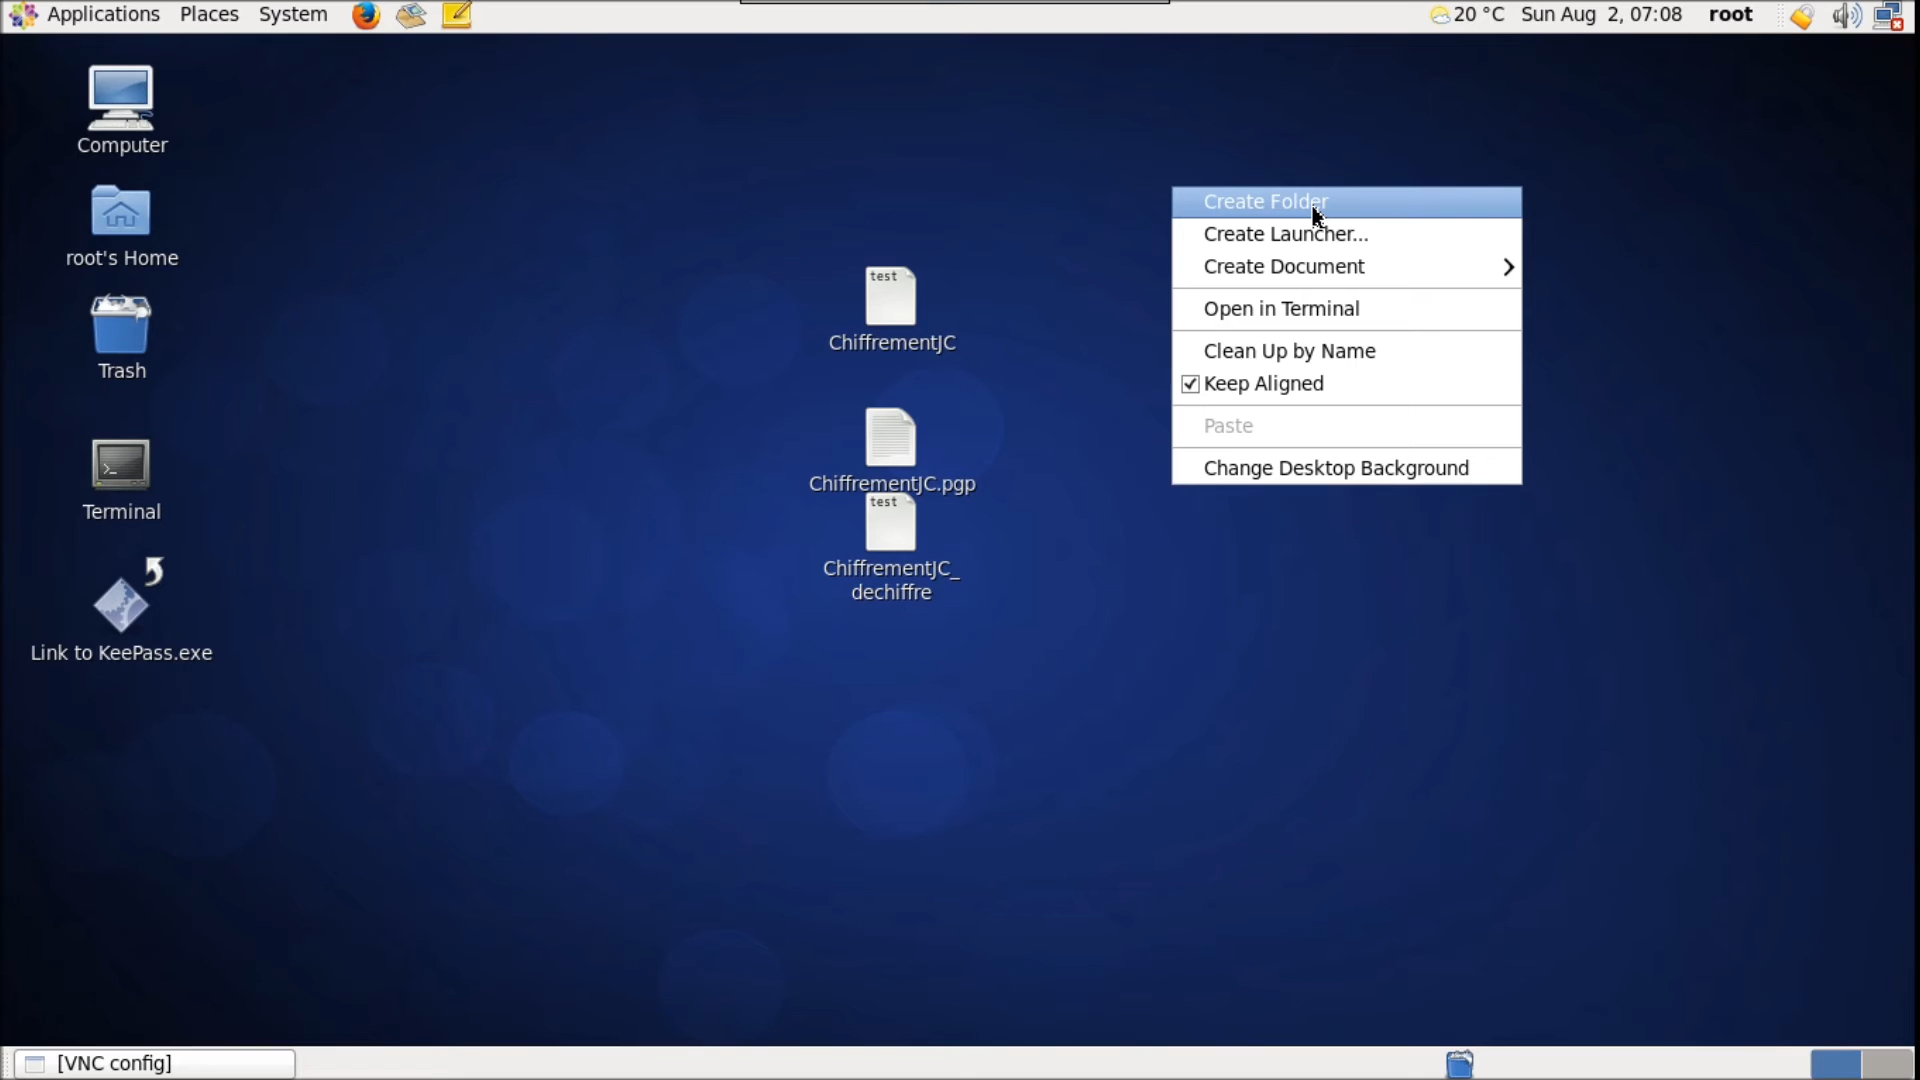 Applications Places System 20 °C Sun Aug 2, 07:08 root
Computer
root's Home
Trash
Terminal
Link to KeePass.exe
test
ChiffrementJC
ChiffrementJC.pgp
test
ChiffrementJC_
dechiffre
Create Folder
Create Launcher...
Create Document
Open in Terminal
Clean Up by Name
Keep Aligned
Paste
Change Desktop Background
[VNC config]